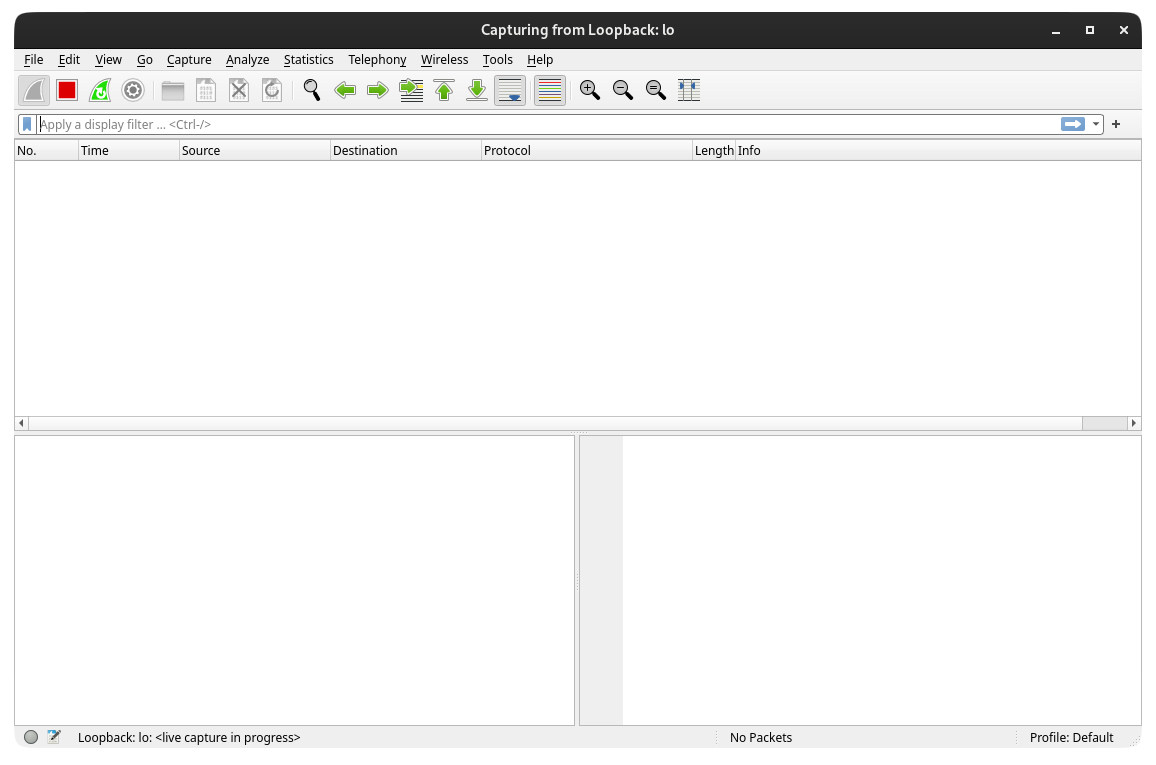 Capturing from Loopback: lo
File Edit View Go Capture Analyze Statistics Telephony Wireless Tools Help
Apply a display filter ... <Ctrl-/>
No. Time Source Destination Protocol Length Info
Loopback: lo: <live capture in progress> No Packets Profile: Default